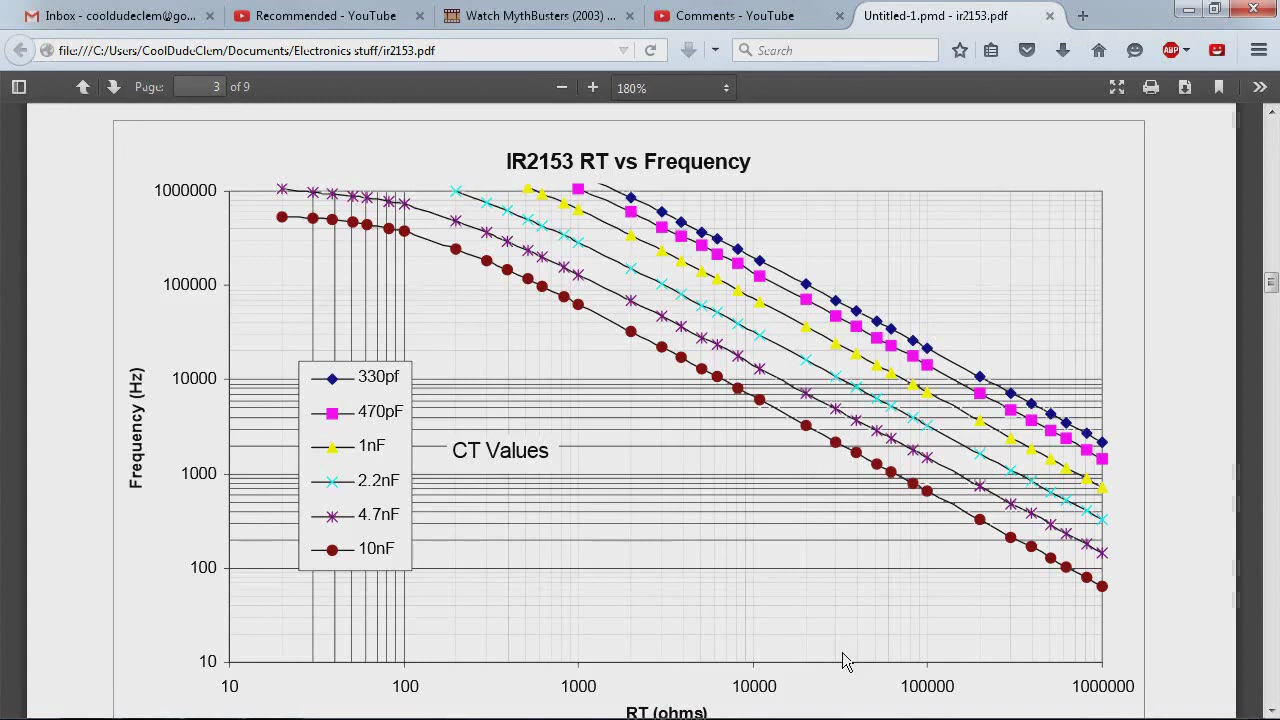 Inbox - cooldudeclem@go...
Recommended - YouTube
Watch MythBusters (2003) ...
Comments - YouTube
Untitled-1.pmd - ir2153.pdf
file:///C:/Users/CoolDudeClem/Documents/Electronics stuff/ir2153.pdf
Search
ABP
Page: 3 of 9
180%
IR2153 RT vs Frequency
Frequency (Hz)
1000000
100000
10000
1000
100
10
330pf
470pF
1nF
2.2nF
4.7nF
10nF
CT Values
10 100 1000 10000 100000 1000000
RT (ohms)